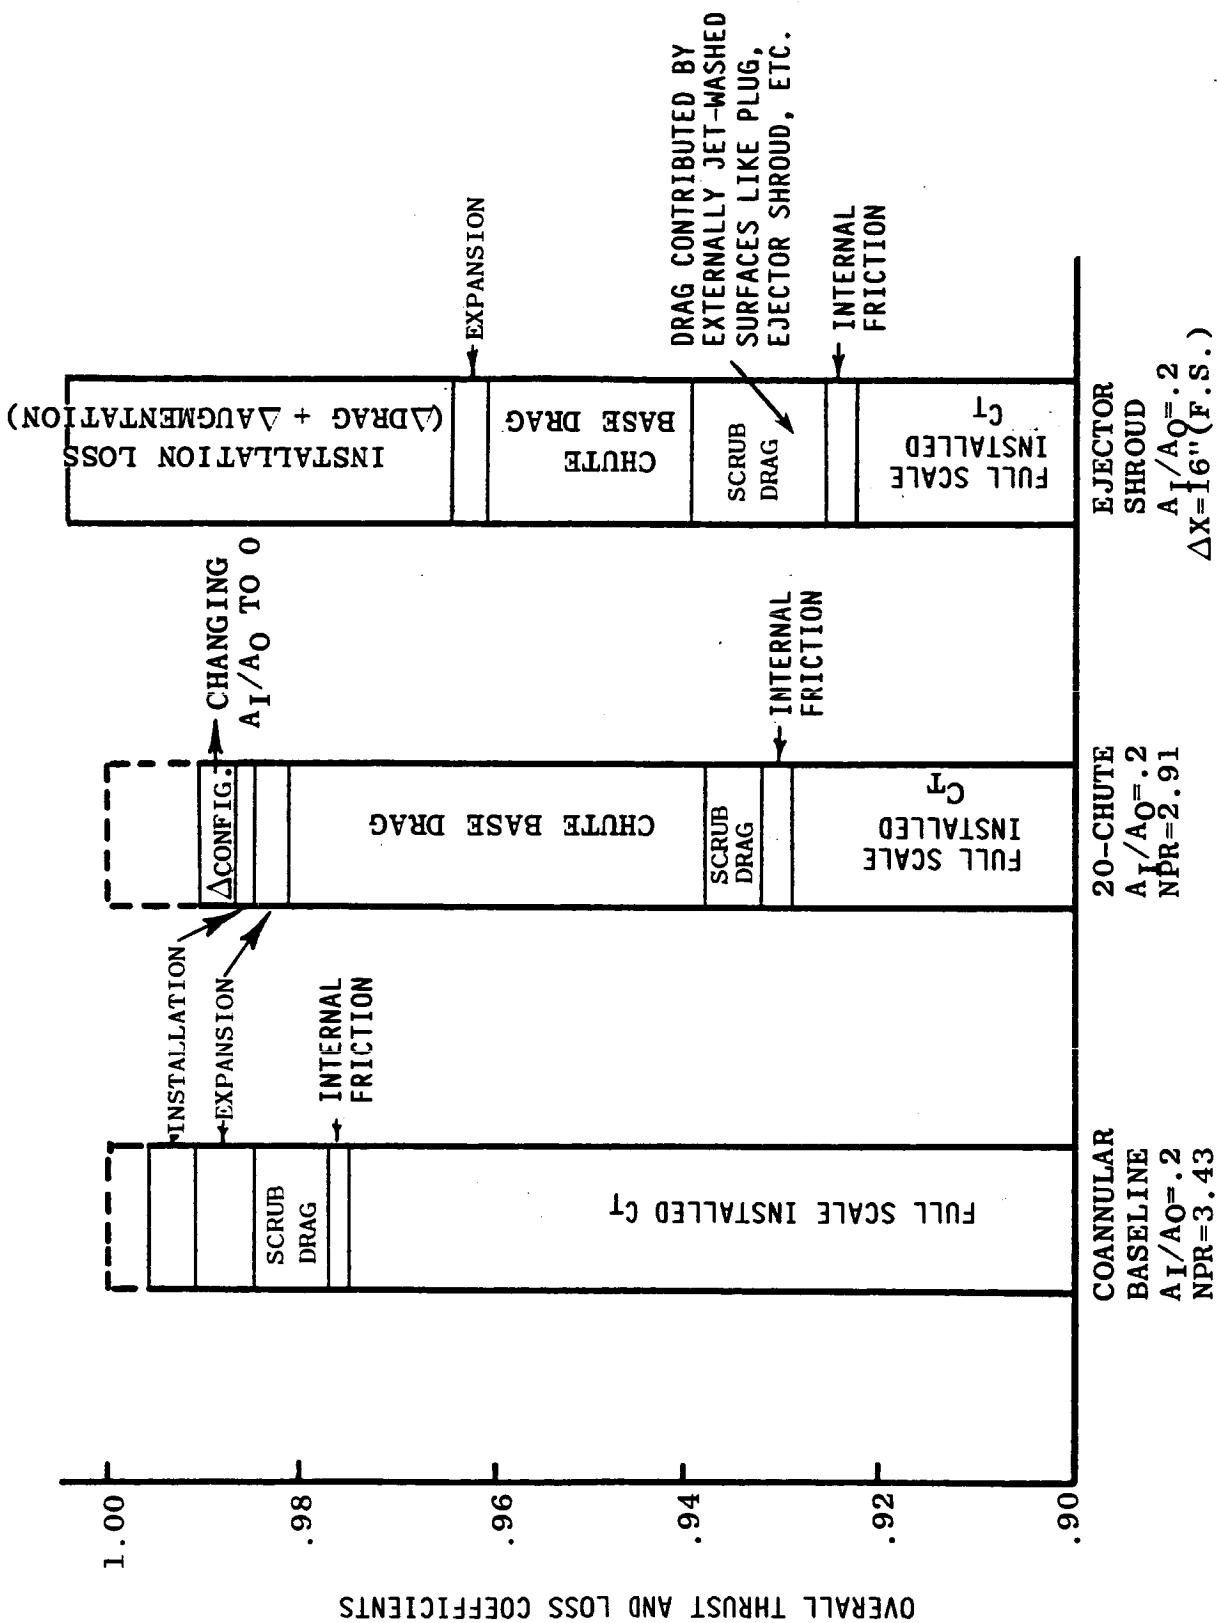 OVERALL THRUST AND LOSS COEFFICIENTS
1.00
.98
.96
.94
.92
.90
INSTALLATION
EXPANSION
INTERNAL
FRICTION
SCRUB
DRAG
FULL SCALE INSTALLED CT
COANNULAR
BASELINE
AI/AO=.2
NPR=3.43
CHANGING
AI/AO TO 0
ΔCONFIG.
CHUTE BASE DRAG
SCRUB
DRAG
INTERNAL
FRICTION
FULL SCALE
INSTALLED
CT
20-CHUTE
AI/AO=.2
NPR=2.91
INSTALLATION LOSS
(ΔDRAG + ΔAUGMENTATION)
EXPANSION
CHUTE
BASE DRAG
SCRUB
DRAG
DRAG CONTRIBUTED BY
EXTERNALLY JET-WASHED
SURFACES LIKE PLUG,
EJECTOR SHROUD, ETC.
INTERNAL
FRICTION
FULL SCALE
INSTALLED
CT
EJECTOR
SHROUD
AI/AO=.2
ΔX=16"(F.S.)